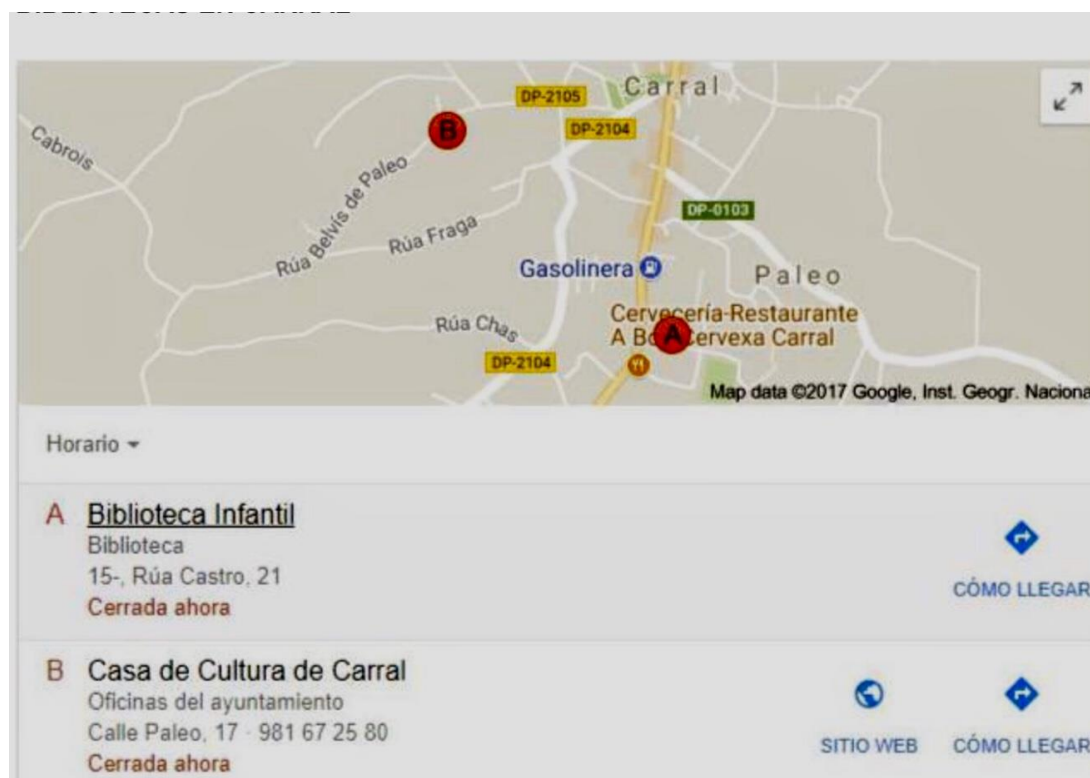 Carral
DP-2105
DP-2104
B
Cabrois
Rúa Belvís de Paleo
Rúa Fraga
DP-0103
Gasolinera
Paleo
Cervecería-Restaurante
A Bo Cervexa Carral
A
Rúa Chas
DP-2104
Map data ©2017 Google, Inst. Geogr. Naciona
Horario
A Biblioteca Infantil
Biblioteca
15-, Rúa Castro, 21
Cerrada ahora
CÓMO LLEGAR
B Casa de Cultura de Carral
Oficinas del ayuntamiento
Calle Paleo, 17 · 981 67 25 80
Cerrada ahora
SITIO WEB
CÓMO LLEGAR